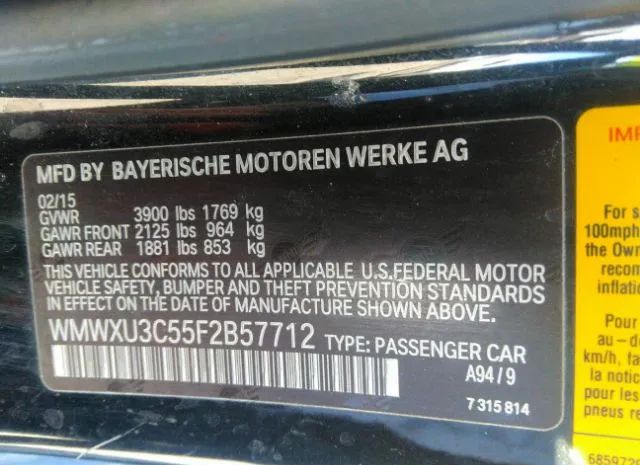 MFD BY BAYERISCHE MOTOREN WERKE AG
02/15
GVWR 3900 lbs 1769 kg
GAWR FRONT 2125 lbs 964 kg
GAWR REAR 1881 lbs 853 kg
THIS VEHICLE CONFORMS TO ALL APPLICABLE U.S.FEDERAL MOTOR
VEHICLE SAFETY, BUMPER AND THEFT PREVENTION STANDARDS
IN EFFECT ON THE DATE OF MANUFACTURE SHOWN ABOVE.
WMWXU3C55F2B57712 TYPE: PASSENGER CAR
A94/9
7 315 814
For s
100mph
the Own
recom
inflatio
Pour
au-de
km/h, fa
la notice
pour les
pneus re